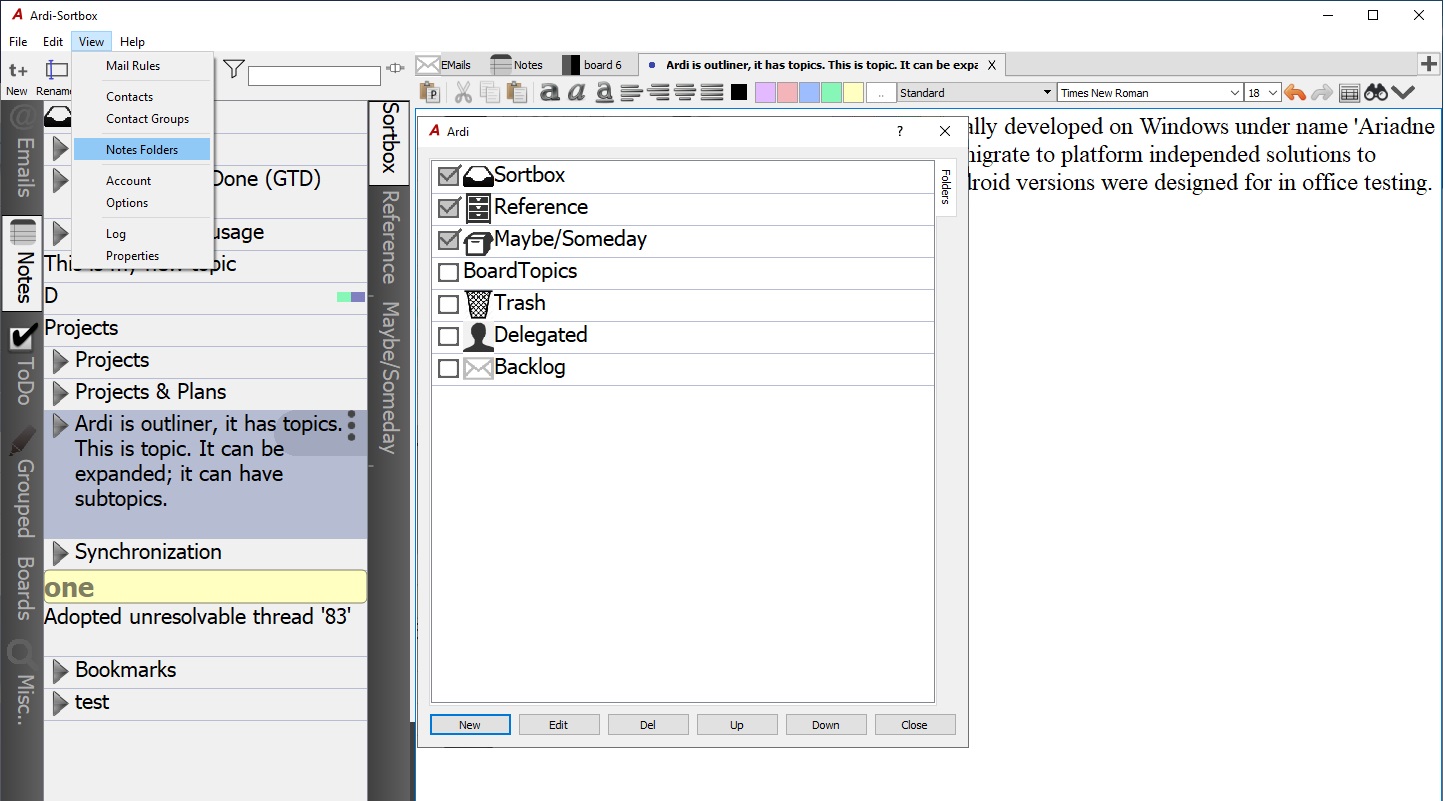 Ardi-Sortbox
File Edit View Help
t+
New Rename
Mail Rules
Contacts
Contact Groups
Notes Folders
Account
Options
Log
Properties
EMails
Notes
board 6
Ardi is outliner, it has topics. This is topic. It can be expa X
Standard
Times New Roman
18
@
Emails
Notes
ToDo
Grouped
Boards
Misc..
Done (GTD)
usage
This is my new topic
D
Projects
Projects
Projects & Plans
Ardi is outliner, it has topics.
This is topic. It can be
expanded; it can have
subtopics.
Synchronization
one
Adopted unresolvable thread '83'
Bookmarks
test
Sortbox
Reference
Maybe/Someday
Ardi
?
Sortbox
Reference
Maybe/Someday
BoardTopics
Trash
Delegated
Backlog
Folders
New Edit Del Up Down Close
ally developed on Windows under name 'Ariadne
migrate to platform independed solutions to
droid versions were designed for in office testing.